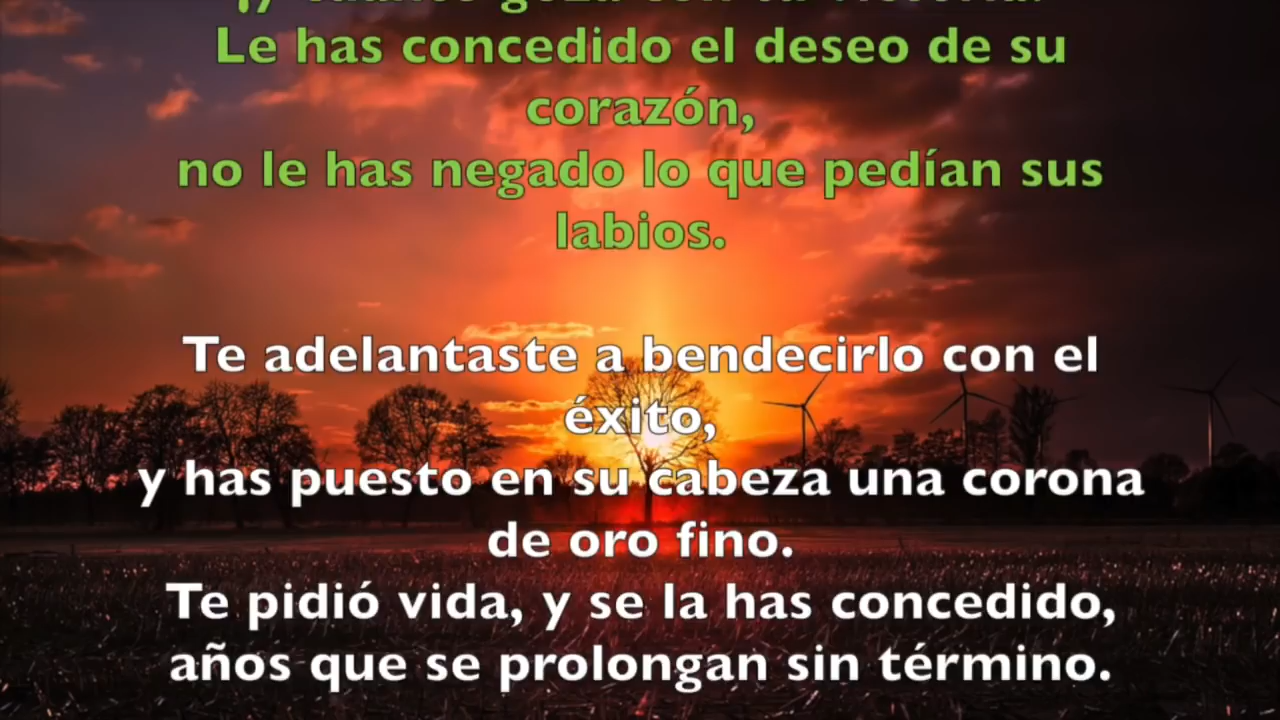 Le has concedido el deseo de su
corazón,
no le has negado lo que pedían sus
labios.
Te adelantaste a bendecirlo con el
éxito,
y has puesto en su cabeza una corona
de oro fino.
Te pidió vida, y se la has concedido,
años que se prolongan sin término.